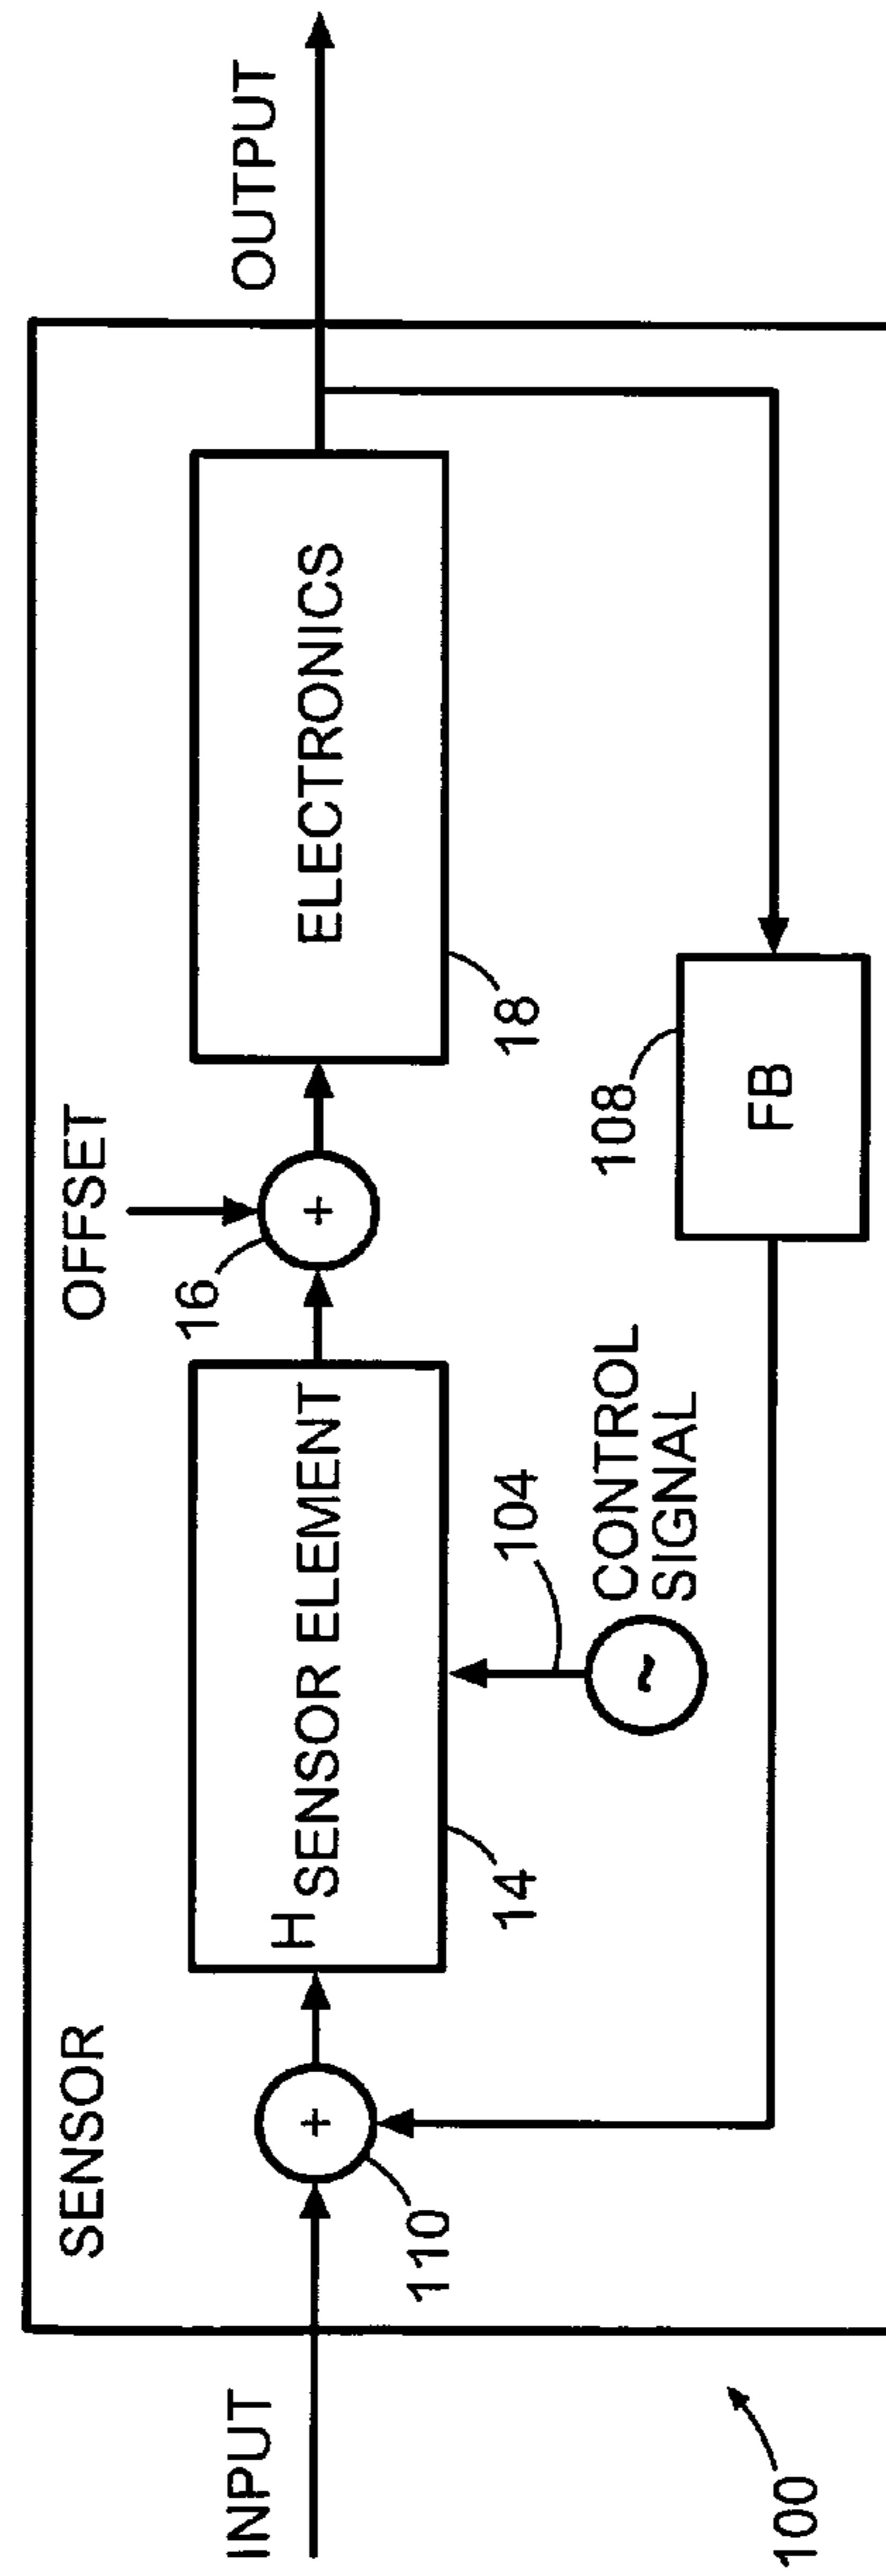 SENSOR
OFFSET
INPUT
OUTPUT
+
110
H SENSOR ELEMENT
14
+
16
ELECTRONICS
18
104
~
CONTROL
SIGNAL
108
FB
100